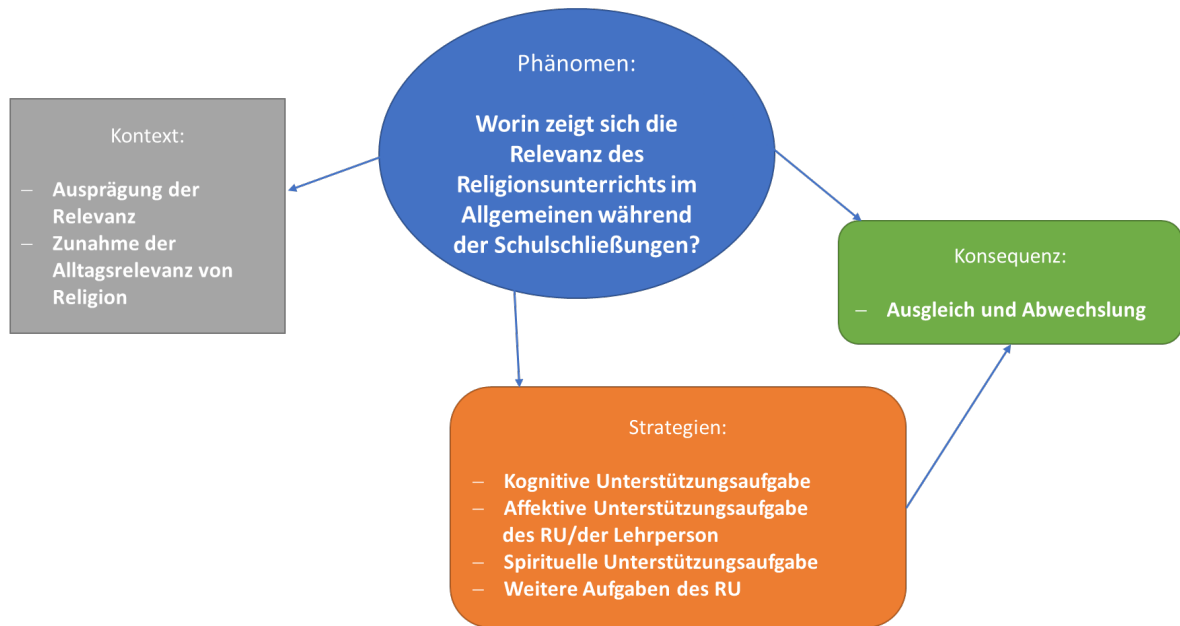 Phänomen:
Worin zeigt sich die
Relevanz des
Religionsunterrichts im
Allgemeinen während
der Schulschließungen?
Kontext:
– Ausprägung der
Relevanz
– Zunahme der
Alltagsrelevanz von
Religion
Konsequenz:
– Ausgleich und Abwechslung
Strategien:
– Kognitive Unterstützungsaufgabe
– Affektive Unterstützungsaufgabe
des RU/der Lehrperson
– Spirituelle Unterstützungsaufgabe
– Weitere Aufgaben des RU